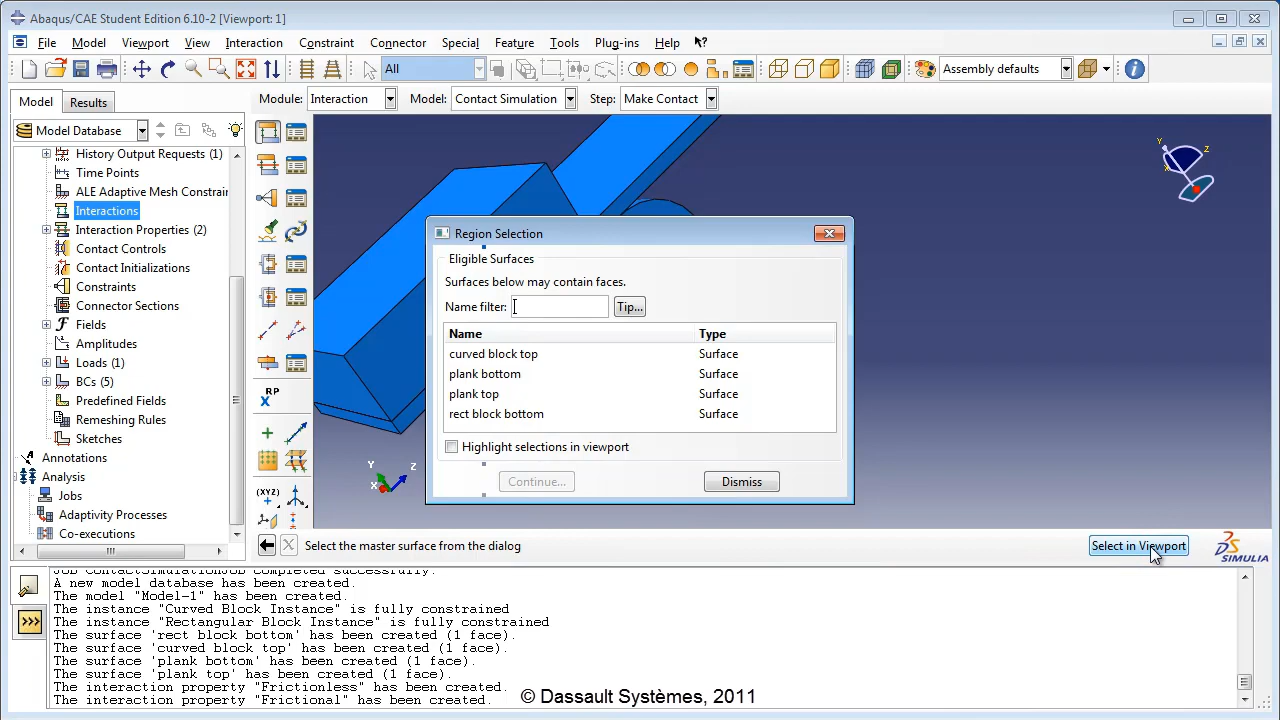 Abaqus/CAE Student Edition 6.10-2 [Viewport: 1]
File Model Viewport View Interaction Constraint Connector Special Feature Tools Plug-ins Help
All
Assembly defaults
Model Results
Module: Interaction Model: Contact Simulation Step: Make Contact
Model Database
History Output Requests (1)
Time Points
ALE Adaptive Mesh Constrai
Interactions
Interaction Properties (2)
Contact Controls
Contact Initializations
Constraints
Connector Sections
Fields
Amplitudes
Loads (1)
BCs (5)
Predefined Fields
Remeshing Rules
Sketches
Annotations
Analysis
Jobs
Adaptivity Processes
Co-executions
RP
(XYZ)
Y
Z
X
Region Selection
Eligible Surfaces
Surfaces below may contain faces.
Name filter: Tip...
Name Type
curved block top Surface
plank bottom Surface
plank top Surface
rect block bottom Surface
Highlight selections in viewport
Continue... Dismiss
Y
Z
X
Select the master surface from the dialog
Select in Viewport
SIMULIA
Job ContactSimulationJob completed successfully.
A new model database has been created.
The model "Model-1" has been created.
The instance "Curved Block Instance" is fully constrained
The instance "Rectangular Block Instance" is fully constrained
The surface 'rect block bottom' has been created (1 face).
The surface 'curved block top' has been created (1 face).
The surface 'plank bottom' has been created (1 face).
The surface 'plank top' has been created (1 face).
The interaction property "Frictionless" has been created.
The interaction property "Frictional" has been created.
© Dassault Systèmes, 2011